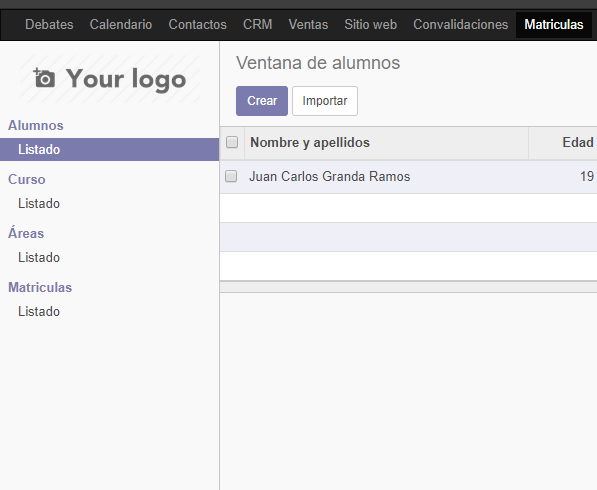 Debates Calendario Contactos CRM Ventas Sitio web Convalidaciones Matriculas
Your logo
Alumnos
Listado
Curso
Listado
Áreas
Listado
Matriculas
Listado
Ventana de alumnos
Crear Importar
Nombre y apellidos Edad
Juan Carlos Granda Ramos 19